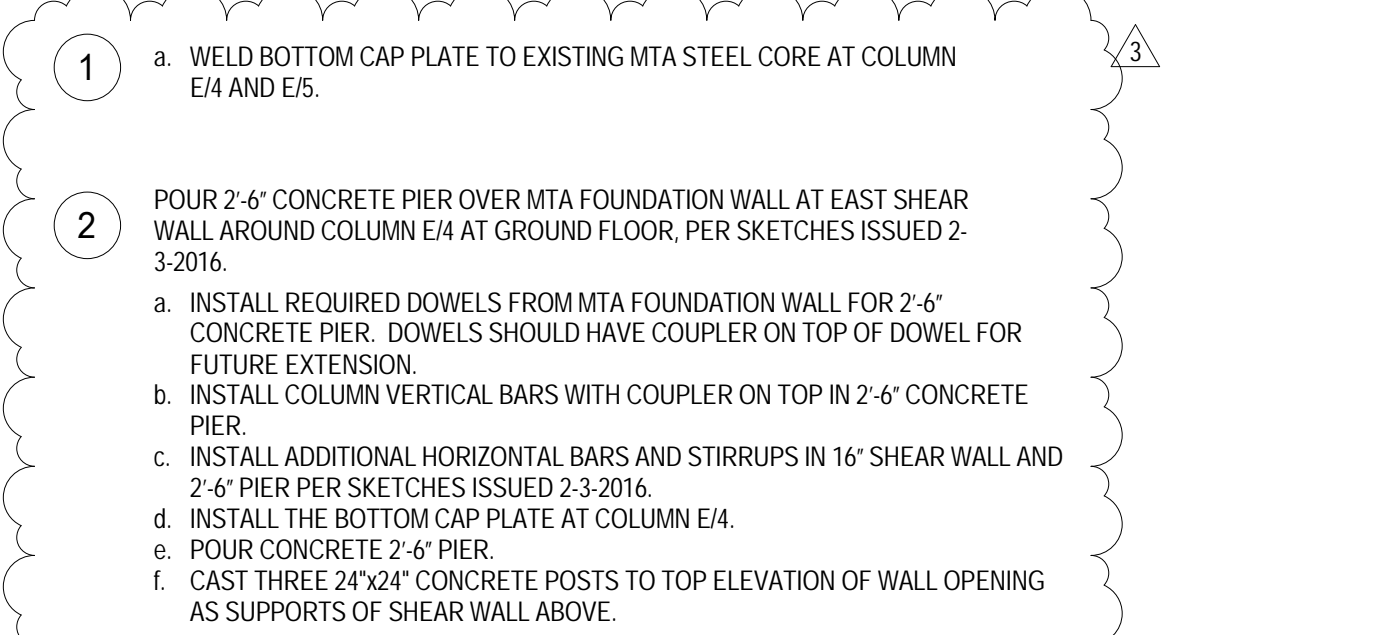 1
a. WELD BOTTOM CAP PLATE TO EXISTING MTA STEEL CORE AT COLUMN
E/4 AND E/5.
3
2
POUR 2'-6" CONCRETE PIER OVER MTA FOUNDATION WALL AT EAST SHEAR
WALL AROUND COLUMN E/4 AT GROUND FLOOR, PER SKETCHES ISSUED 2-
3-2016.
a. INSTALL REQUIRED DOWELS FROM MTA FOUNDATION WALL FOR 2'-6"
CONCRETE PIER. DOWELS SHOULD HAVE COUPLER ON TOP OF DOWEL FOR
FUTURE EXTENSION.
b. INSTALL COLUMN VERTICAL BARS WITH COUPLER ON TOP IN 2'-6" CONCRETE
PIER.
c. INSTALL ADDITIONAL HORIZONTAL BARS AND STIRRUPS IN 16" SHEAR WALL AND
2'-6" PIER PER SKETCHES ISSUED 2-3-2016.
d. INSTALL THE BOTTOM CAP PLATE AT COLUMN E/4.
e. POUR CONCRETE 2'-6" PIER.
f. CAST THREE 24"x24" CONCRETE POSTS TO TOP ELEVATION OF WALL OPENING
AS SUPPORTS OF SHEAR WALL ABOVE.